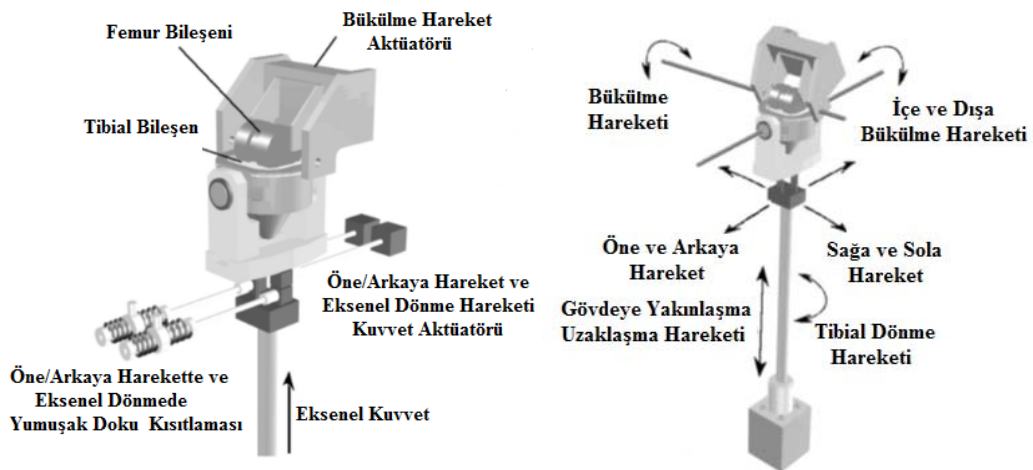 Femur Bileşeni
Bükülme Hareket
Aktüatörü
Tibial Bileşen
Öne/Arkaya Hareket ve
Eksenel Dönme Hareketi
Kuvvet Aktüatörü
Öne/Arkaya Harekette ve
Eksenel Dönmede
Yumuşak Doku Kısıtlaması
Eksenel Kuvvet
Bükülme
Hareketi
İçe ve Dışa
Bükülme Hareketi
Öne ve Arkaya
Hareket
Sağa ve Sola
Hareket
Gövdeye Yakınlaşma
Uzaklaşma Hareketi
Tibial Dönme
Hareketi